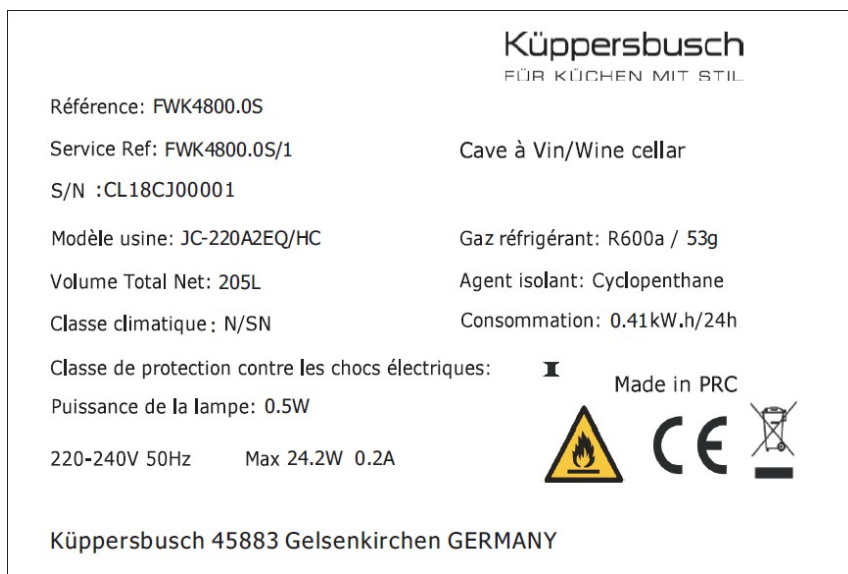 Küppersbusch
FÜR KÜCHEN MIT STIL
Référence: FWK4800.0S
Service Ref: FWK4800.0S/1
Cave à Vin/Wine cellar
S/N :CL18CJ00001
Modèle usine: JC-220A2EQ/HC
Gaz réfrigérant: R600a / 53g
Volume Total Net: 205L
Agent isolant: Cyclopenthane
Classe climatique: N/SN
Consommation: 0.41kW.h/24h
Classe de protection contre les chocs électriques: I
Made in PRC
Puissance de la lampe: 0.5W
CE
220-240V 50Hz Max 24.2W 0.2A
Küppersbusch 45883 Gelsenkirchen GERMANY